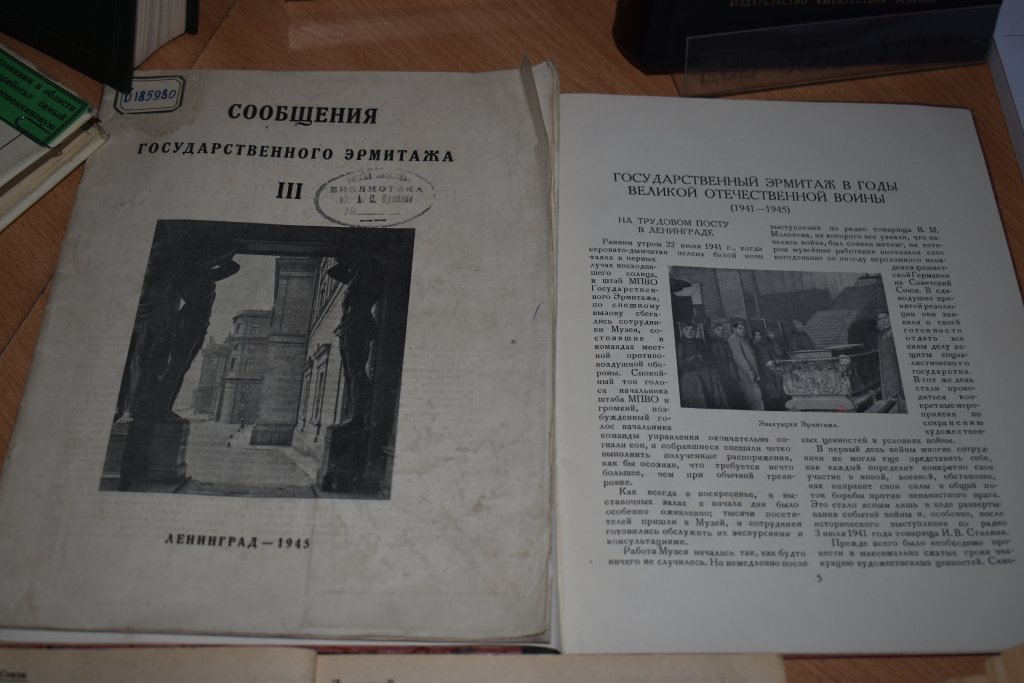 ИЗДАТЕЛЬСТВО «ИСКУССТВО» МОСКВА
D 185980
СООБЩЕНИЯ
ГОСУДАРСТВЕННОГО ЭРМИТАЖА
III
БИБЛИОТЕКА
им. А. С. Пушкина
№
ЛЕНИНГРАД — 1945
ГОСУДАРСТВЕННЫЙ ЭРМИТАЖ В ГОДЫ
ВЕЛИКОЙ ОТЕЧЕСТВЕННОЙ ВОЙНЫ
(1941—1945)
НА ТРУДОВОМ ПОСТУ
В ЛЕНИНГРАДЕ
Ранним утром 22 июня 1941 г., когда
серовато-дымчатая пелена белой ночи
таяла в первых
лучах восходив-
шего солнца,
в штаб МПВО
Государствен-
ного Эрмитажа,
по спешному
вызову сбега-
лись сотрудни-
ки Музея, со-
стоявшие в
командах мест-
ной противо-
воздушной обо-
роны. Спокой-
ный тон голо-
са начальника
штаба МПВО и
громкий, воз-
бужденный го-
лос начальника
команды управления окончательно со-
гнали сон, и собравшиеся спешили четко
выполнить полученные распоряжения,
как бы осознав, что требуется нечто
большее, чем при обычной трени-
ровке.
Как всегда в воскресенье, в вы-
ставочных залах с начала дня было
особенно оживленно; тысячи посети-
телей пришли в Музей, и сотрудники
готовились обслужить их экскурсиями и
консультациями.
Работа Музея началась так, как будто
ничего не случилось. Но немедленно после
выступления по радио товарища В. М.
Молотова, из которого все узнали, что на-
чалась война, был созван митинг, на кото-
ром музейные работники высказали свое
негодование по поводу вероломного напа-
дения фашист-
ской Германии
на Советский
Союз. В еди-
нодушно при-
нятой резолю-
ции они зая-
вили о своей
готовности
отдать все
силы делу за-
щиты социа-
листического
государства.
В тот же день
стали прово-
диться кон-
кретные меро-
приятия по
сохранению
художествен-
ных ценностей в условиях войны.
Эвакуация Эрмитажа.
В первый день войны многие сотруд-
ники не могли еще представить себе,
как каждый определит конкретно свое
участие в новой, военной, обстановке,
как направит свои силы в общий по-
ток борьбы против ненавистного врага.
Это стало ясным лишь в ходе разверты-
вания событий войны и, особенно, после
исторического выступления по радио
3 июля 1941 года товарища И. В. Сталина.
Прежде всего было необходимо про-
вести в максимально сжатые сроки эва-
куацию художественных ценностей. Само-
5